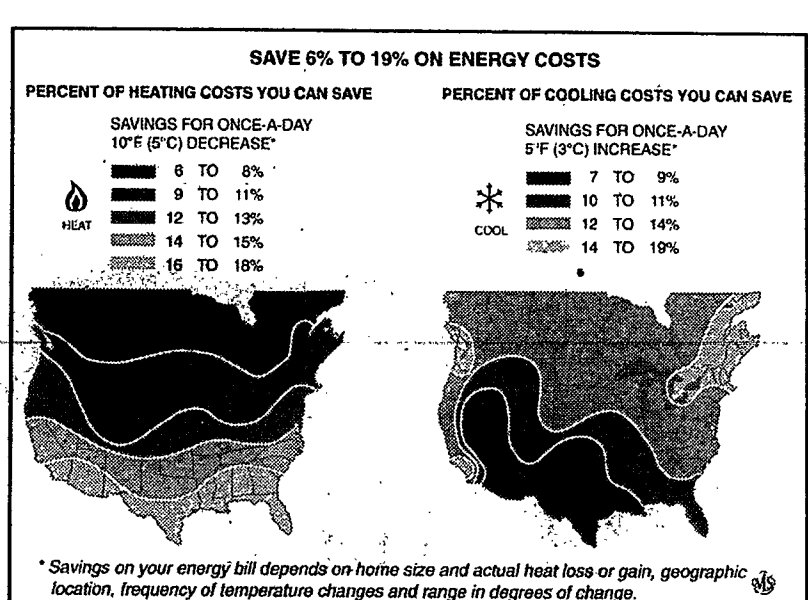 SAVE 6% TO 19% ON ENERGY COSTS
PERCENT OF HEATING COSTS YOU CAN SAVE
SAVINGS FOR ONCE-A-DAY
10°F (5°C) DECREASE*
HEAT
6 TO 8%
9 TO 11%
12 TO 13%
14 TO 15%
16 TO 18%
PERCENT OF COOLING COSTS YOU CAN SAVE
SAVINGS FOR ONCE-A-DAY
5°F (3°C) INCREASE*
COOL
7 TO 9%
10 TO 11%
12 TO 14%
14 TO 19%
* Savings on your energy bill depends on home size and actual heat loss or gain, geographic
location, frequency of temperature changes and range in degrees of change.